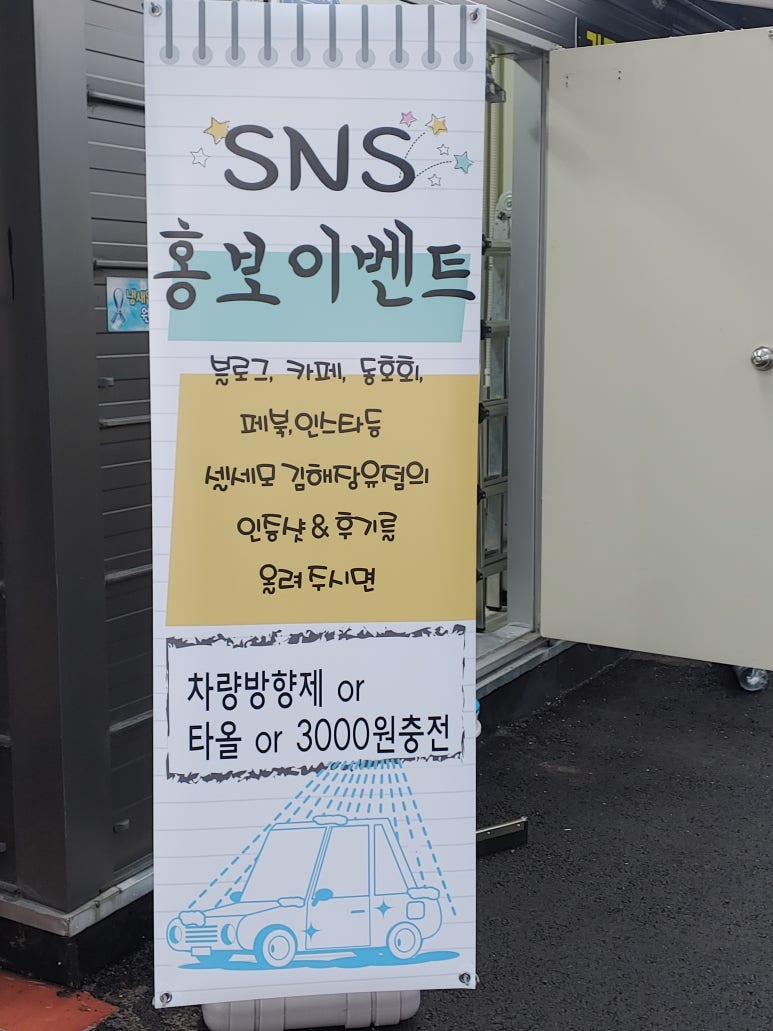 SNS
홍보이벤트
블로그, 카페, 동호회,
페북,인스타등
셀세모 김해장유점의
인증샷 & 후기를
올려 주시면
차량방향제 or
타올 or 3000원충전